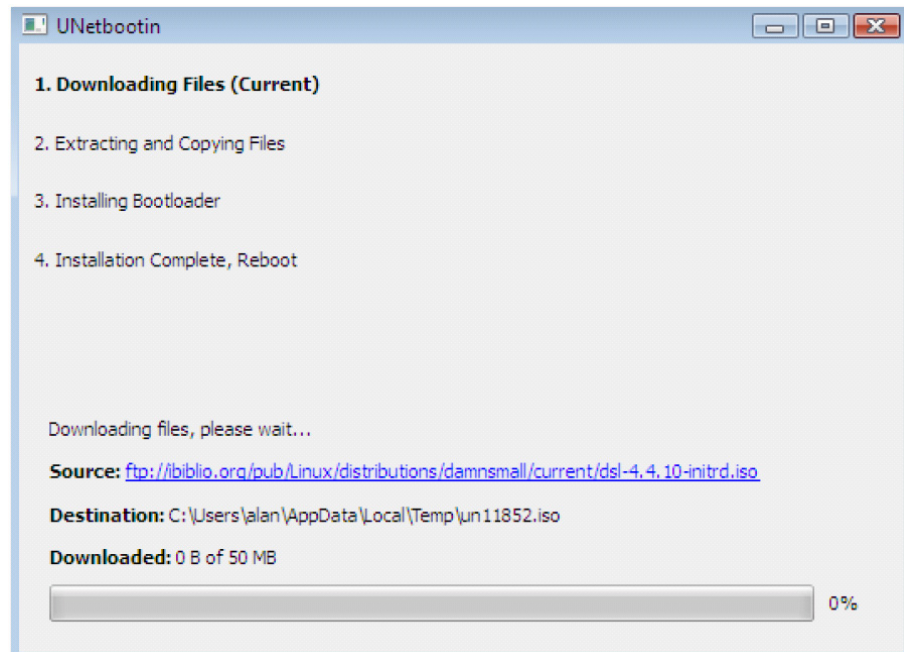 UNetbootin
1. Downloading Files (Current)
2. Extracting and Copying Files
3. Installing Bootloader
4. Installation Complete, Reboot
Downloading files, please wait...
Source: ftp://ibiblio.org/pub/Linux/distributions/damnsmall/current/dsl-4.4.10-initrd.iso
Destination: C:\Users\alan\AppData\Local\Temp\un11852.iso
Downloaded: 0 B of 50 MB
0%